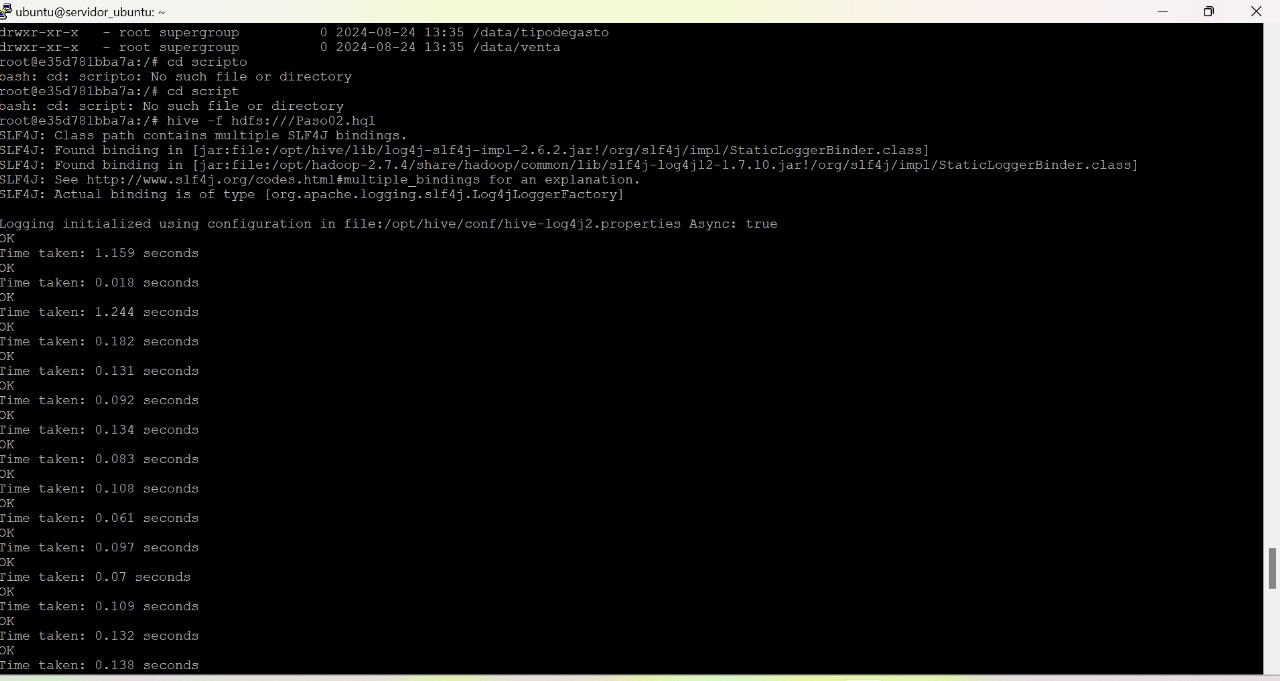 ubuntu@servidor_ubuntu: ~
drwxr-xr-x   - root supergroup          0 2024-08-24 13:35 /data/tipodegasto
drwxr-xr-x   - root supergroup          0 2024-08-24 13:35 /data/venta
root@e35d781bba7a:/# cd scripto
bash: cd: scripto: No such file or directory
root@e35d781bba7a:/# cd script
bash: cd: script: No such file or directory
root@e35d781bba7a:/# hive -f hdfs:///Paso02.hql
SLF4J: Class path contains multiple SLF4J bindings.
SLF4J: Found binding in [jar:file:/opt/hive/lib/log4j-slf4j-impl-2.6.2.jar!/org/slf4j/impl/StaticLoggerBinder.class]
SLF4J: Found binding in [jar:file:/opt/hadoop-2.7.4/share/hadoop/common/lib/slf4j-log4j12-1.7.10.jar!/org/slf4j/impl/StaticLoggerBinder.class]
SLF4J: See http://www.slf4j.org/codes.html#multiple_bindings for an explanation.
SLF4J: Actual binding is of type [org.apache.logging.slf4j.Log4jLoggerFactory]
Logging initialized using configuration in file:/opt/hive/conf/hive-log4j2.properties Async: true
OK
Time taken: 1.159 seconds
OK
Time taken: 0.018 seconds
OK
Time taken: 1.244 seconds
OK
Time taken: 0.182 seconds
OK
Time taken: 0.131 seconds
OK
Time taken: 0.092 seconds
OK
Time taken: 0.134 seconds
OK
Time taken: 0.083 seconds
OK
Time taken: 0.108 seconds
OK
Time taken: 0.061 seconds
OK
Time taken: 0.097 seconds
OK
Time taken: 0.07 seconds
OK
Time taken: 0.109 seconds
OK
Time taken: 0.132 seconds
OK
Time taken: 0.138 seconds